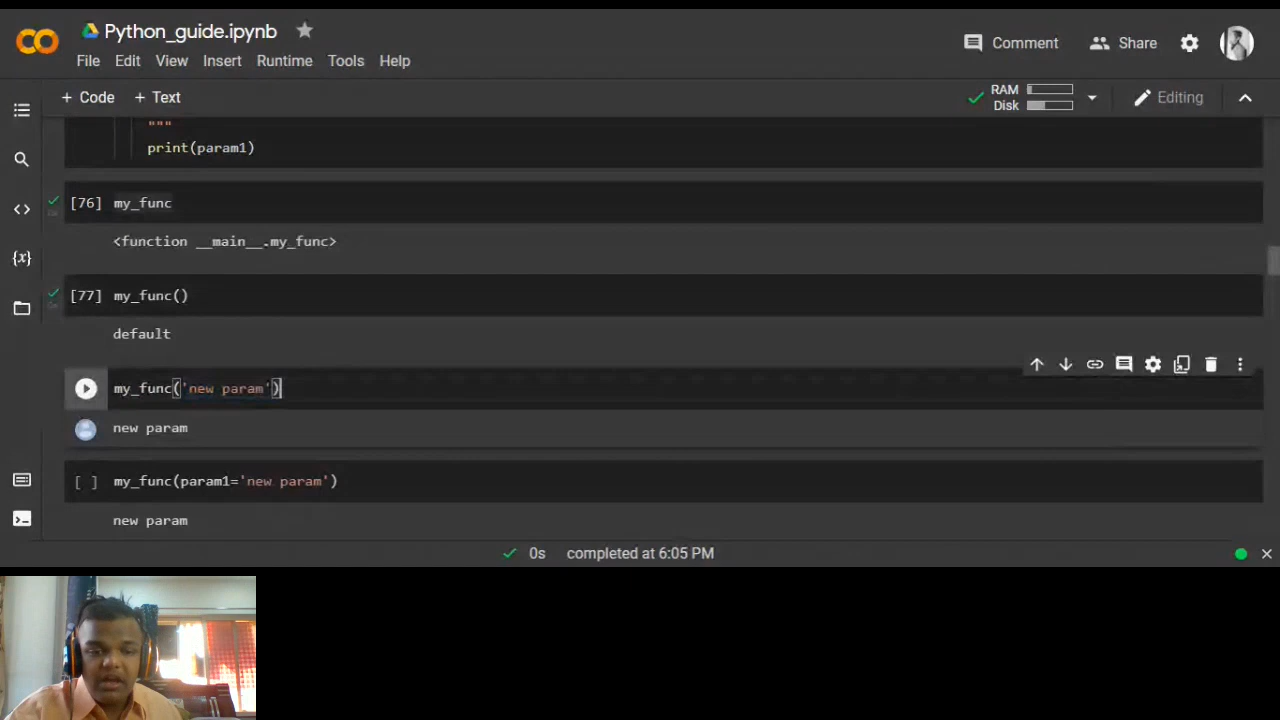 Python_guide.ipynb
File Edit View Insert Runtime Tools Help
Comment Share
+ Code + Text
RAM
Disk
Editing
"""
print(param1)
[76] my_func
<function __main__.my_func>
[77] my_func()
default
my_func('new param')
new param
[ ] my_func(param1='new param')
new param
0s completed at 6:05 PM